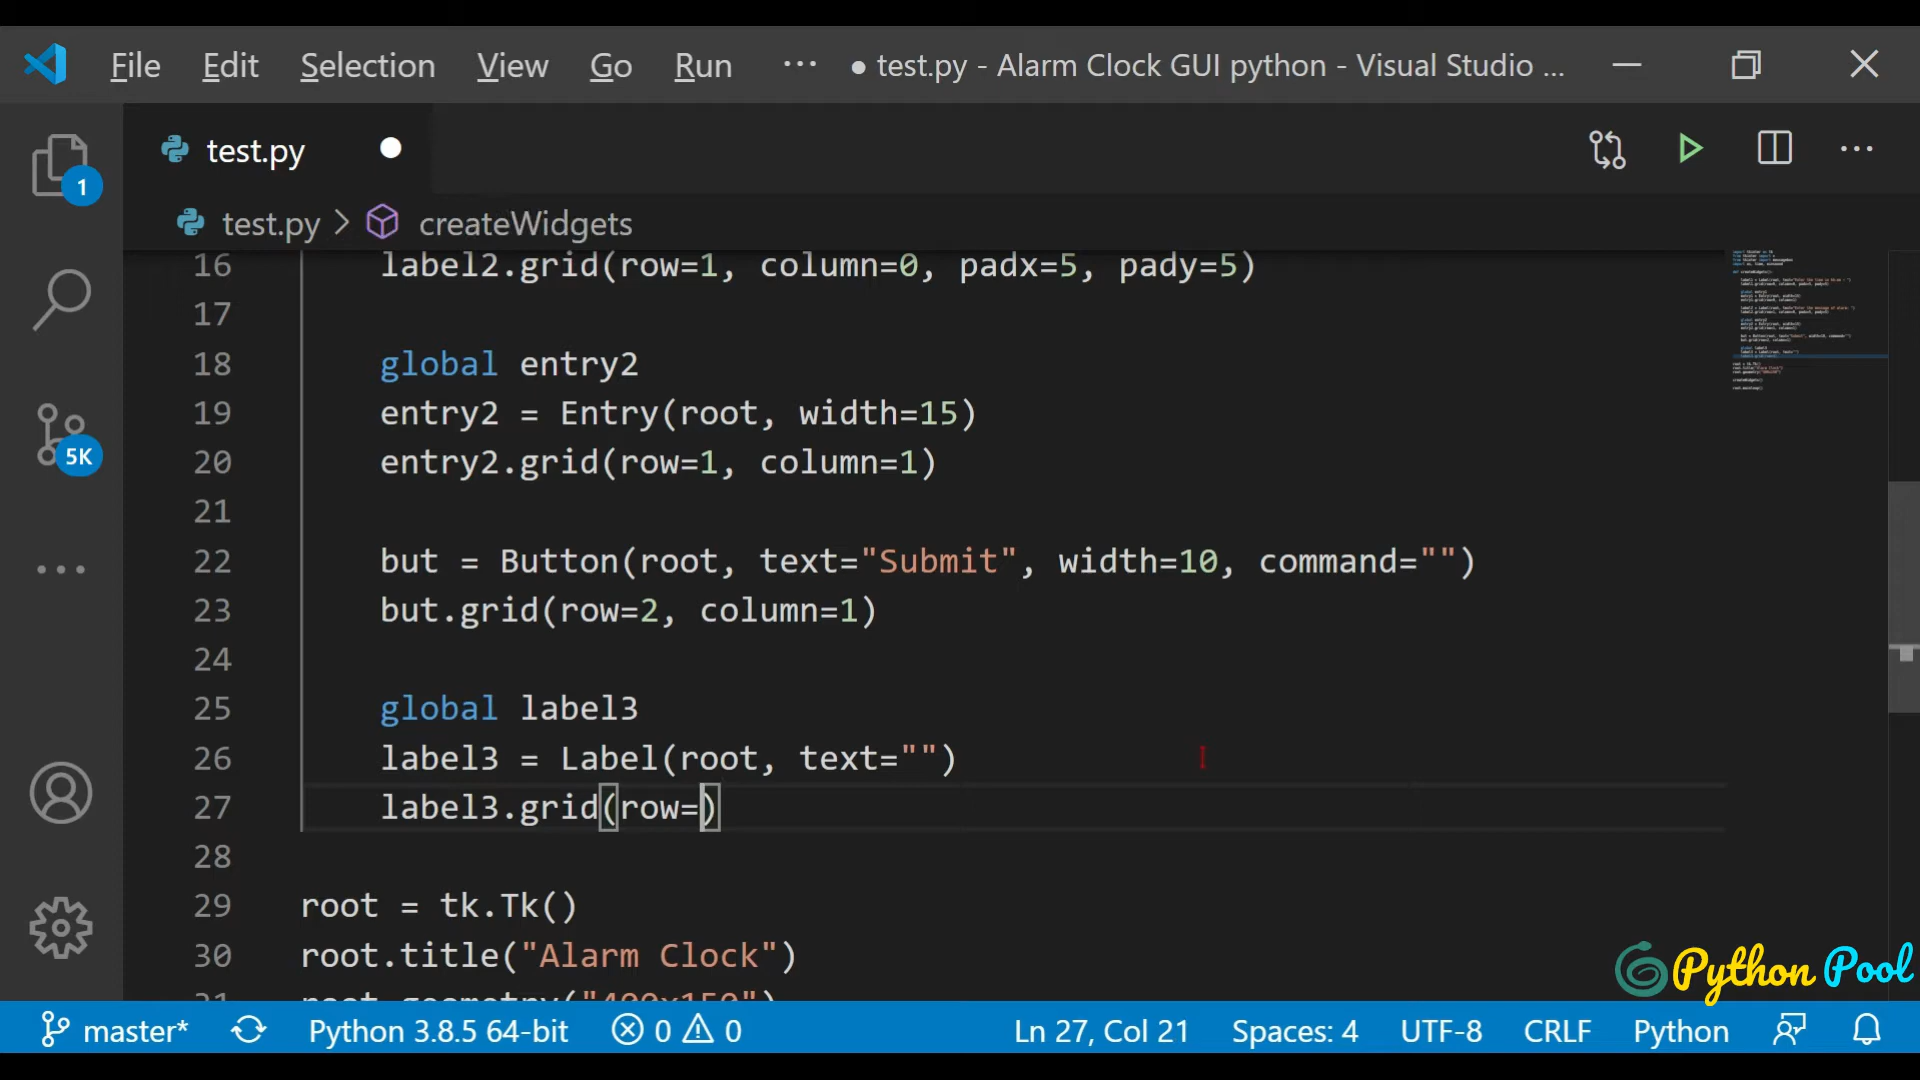 File Edit Selection View Go Run ··· ● test.py - Alarm Clock GUI python - Visual Studio ...
test.py
1
test.py > createWidgets
16 label2.grid(row=1, column=0, padx=5, pady=5)
17
18 global entry2
19 entry2 = Entry(root, width=15)
20 entry2.grid(row=1, column=1)
5K
21
22 but = Button(root, text="Submit", width=10, command="")
23 but.grid(row=2, column=1)
24
25 global label3
26 label3 = Label(root, text="")
27 label3.grid(row=)
28
29 root = tk.Tk()
30 root.title("Alarm Clock")
31 root.geometry("400x150")
Python Pool
master* Python 3.8.5 64-bit 0 0 Ln 27, Col 21 Spaces: 4 UTF-8 CRLF Python